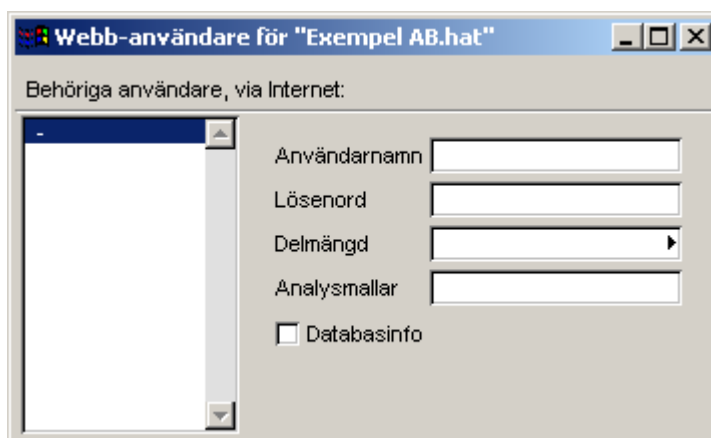 Webb-användare för "Exempel AB.hat"
Behöriga användare, via Internet:
-
Användarnamn
Lösenord
Delmängd
Analysmallar
Databasinfo